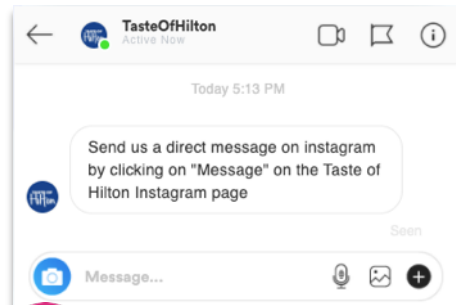 TasteOfHilton
Active Now
Today 5:13 PM
Send us a direct message on instagram
by clicking on "Message" on the Taste of
Hilton Instagram page
Seen
Message...